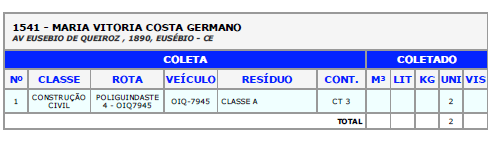 1541 - MARIA VITORIA COSTA GERMANO
AV EUSEBIO DE QUEIROZ , 1890, EUSÉBIO - CE
COLETA COLETADO
Nº CLASSE ROTA VEÍCULO RESÍDUO CONT. M³ LIT KG UNI VIS
1 CONSTRUÇÃO CIVIL POLIGUINDASTE 4 - OIQ7945 OIQ-7945 CLASSE A CT 3 2
TOTAL 2